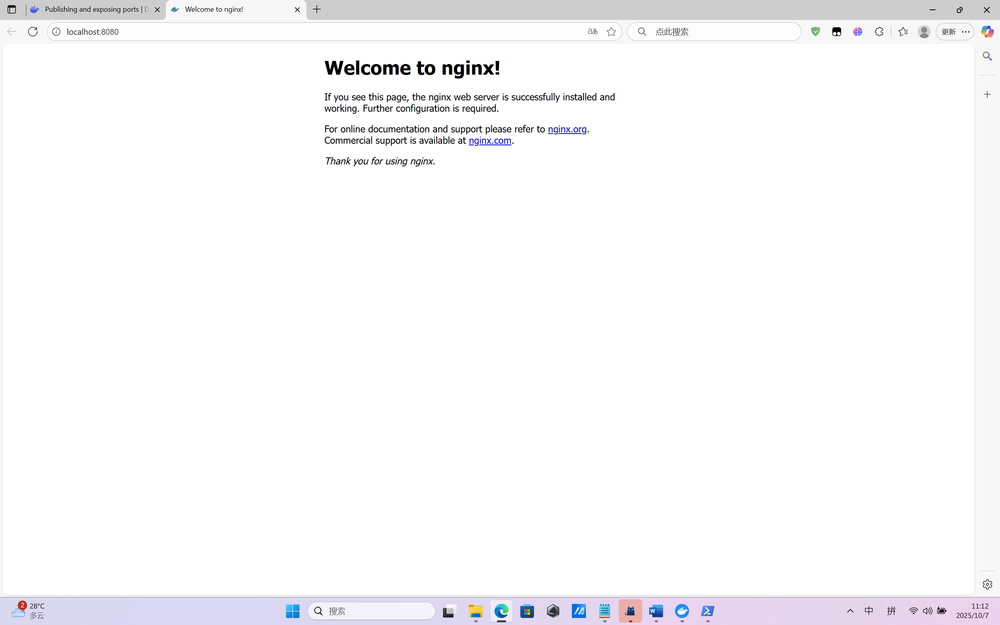 Publishing and exposing ports | D
Welcome to nginx!
localhost:8080
aあ
点此搜索
更新
Welcome to nginx!
If you see this page, the nginx web server is successfully installed and
working. Further configuration is required.
For online documentation and support please refer to nginx.org.
Commercial support is available at nginx.com.
Thank you for using nginx.
2
28°C
多云
搜索
W
中
拼
11:12
2025/10/7